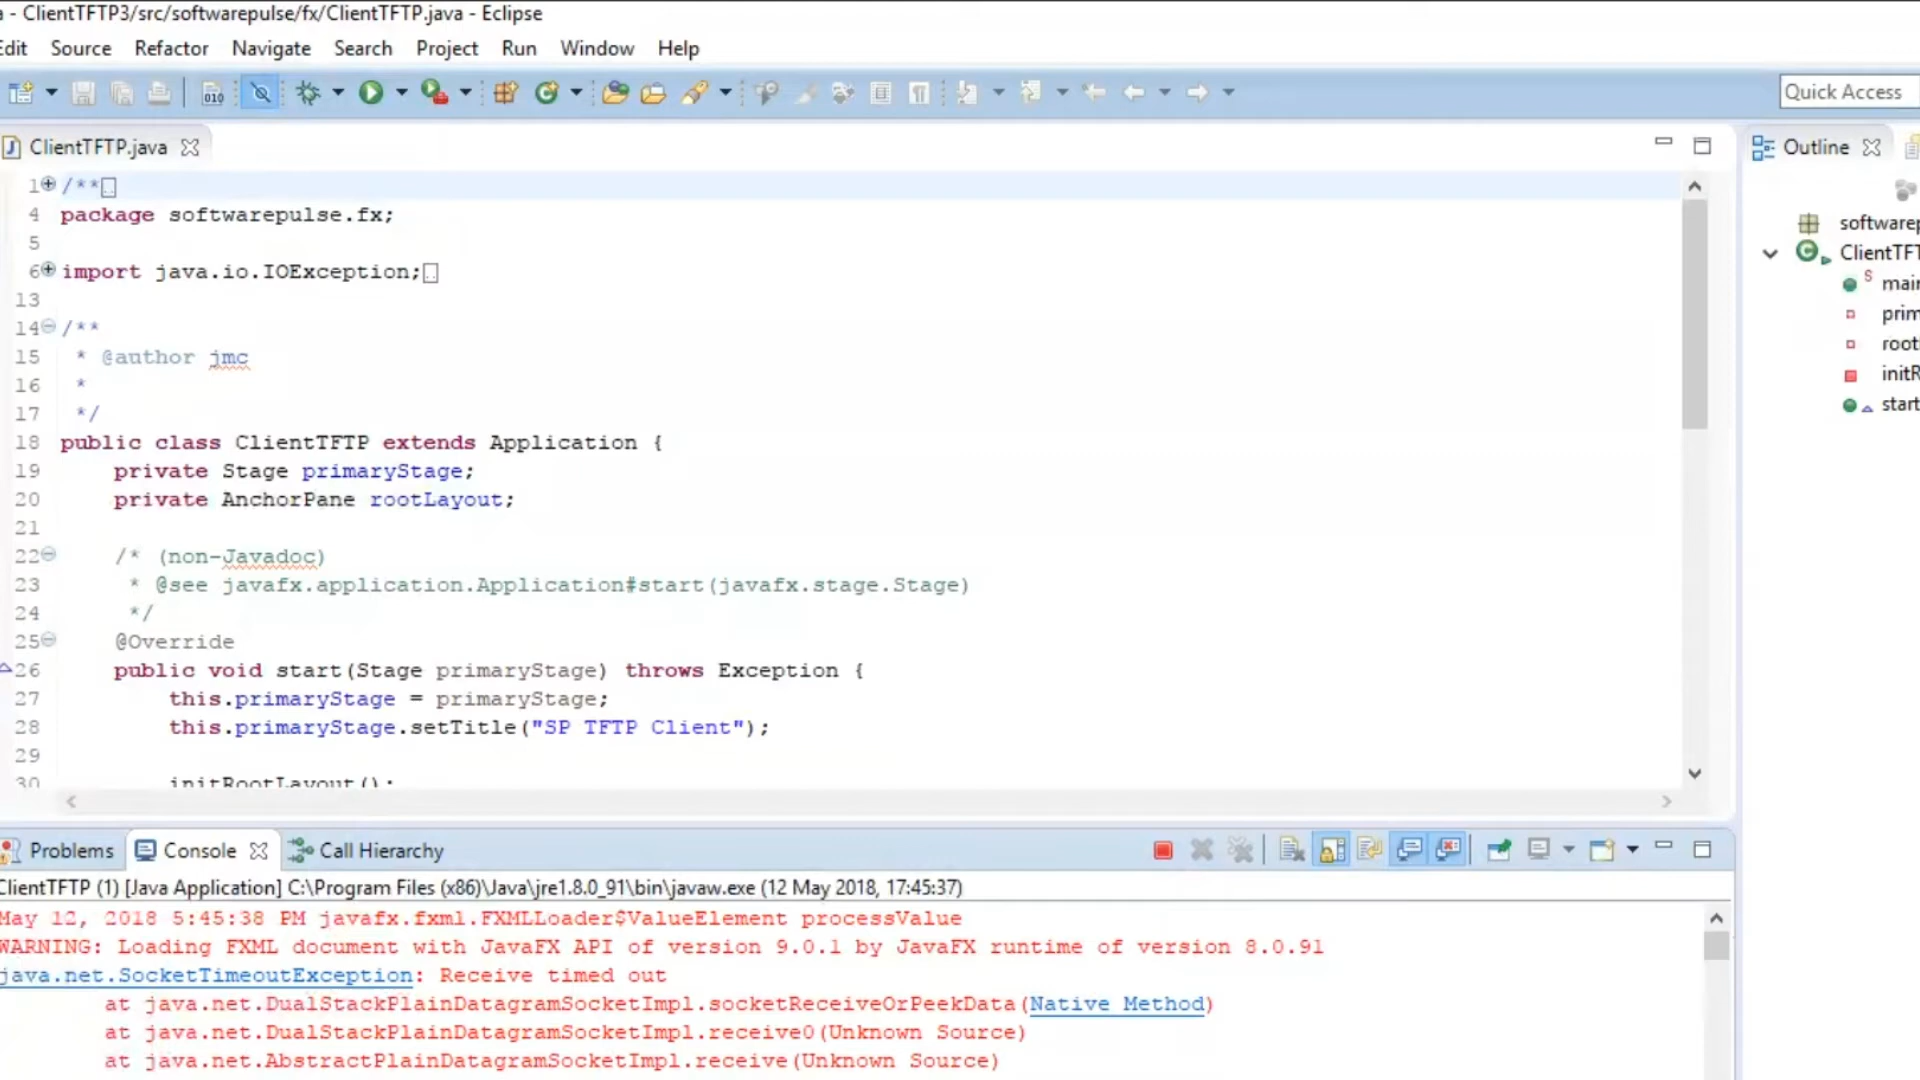 - ClientTFTP3/src/softwarepulse/fx/ClientTFTP.java - Eclipse
Edit Source Refactor Navigate Search Project Run Window Help
010
Quick Access
ClientTFTP.java
Outline
1 /**
4 package softwarepulse.fx;
5
6 import java.io.IOException;
13
14 /**
15 * @author jmc
16 *
17 */
18 public class ClientTFTP extends Application {
19 private Stage primaryStage;
20 private AnchorPane rootLayout;
21
22 /* (non-Javadoc)
23 * @see javafx.application.Application#start(javafx.stage.Stage)
24 */
25 @Override
26 public void start(Stage primaryStage) throws Exception {
27 this.primaryStage = primaryStage;
28 this.primaryStage.setTitle("SP TFTP Client");
29
30 initRootLayout();
softwarep
ClientTFT
S main
prim
root
initR
start
Problems Console Call Hierarchy
ClientTFTP (1) [Java Application] C:\Program Files (x86)\Java\jre1.8.0_91\bin\javaw.exe (12 May 2018, 17:45:37)
May 12, 2018 5:45:38 PM javafx.fxml.FXMLLoader$ValueElement processValue
WARNING: Loading FXML document with JavaFX API of version 9.0.1 by JavaFX runtime of version 8.0.91
java.net.SocketTimeoutException: Receive timed out
at java.net.DualStackPlainDatagramSocketImpl.socketReceiveOrPeekData(Native Method)
at java.net.DualStackPlainDatagramSocketImpl.receive0(Unknown Source)
at java.net.AbstractPlainDatagramSocketImpl.receive(Unknown Source)